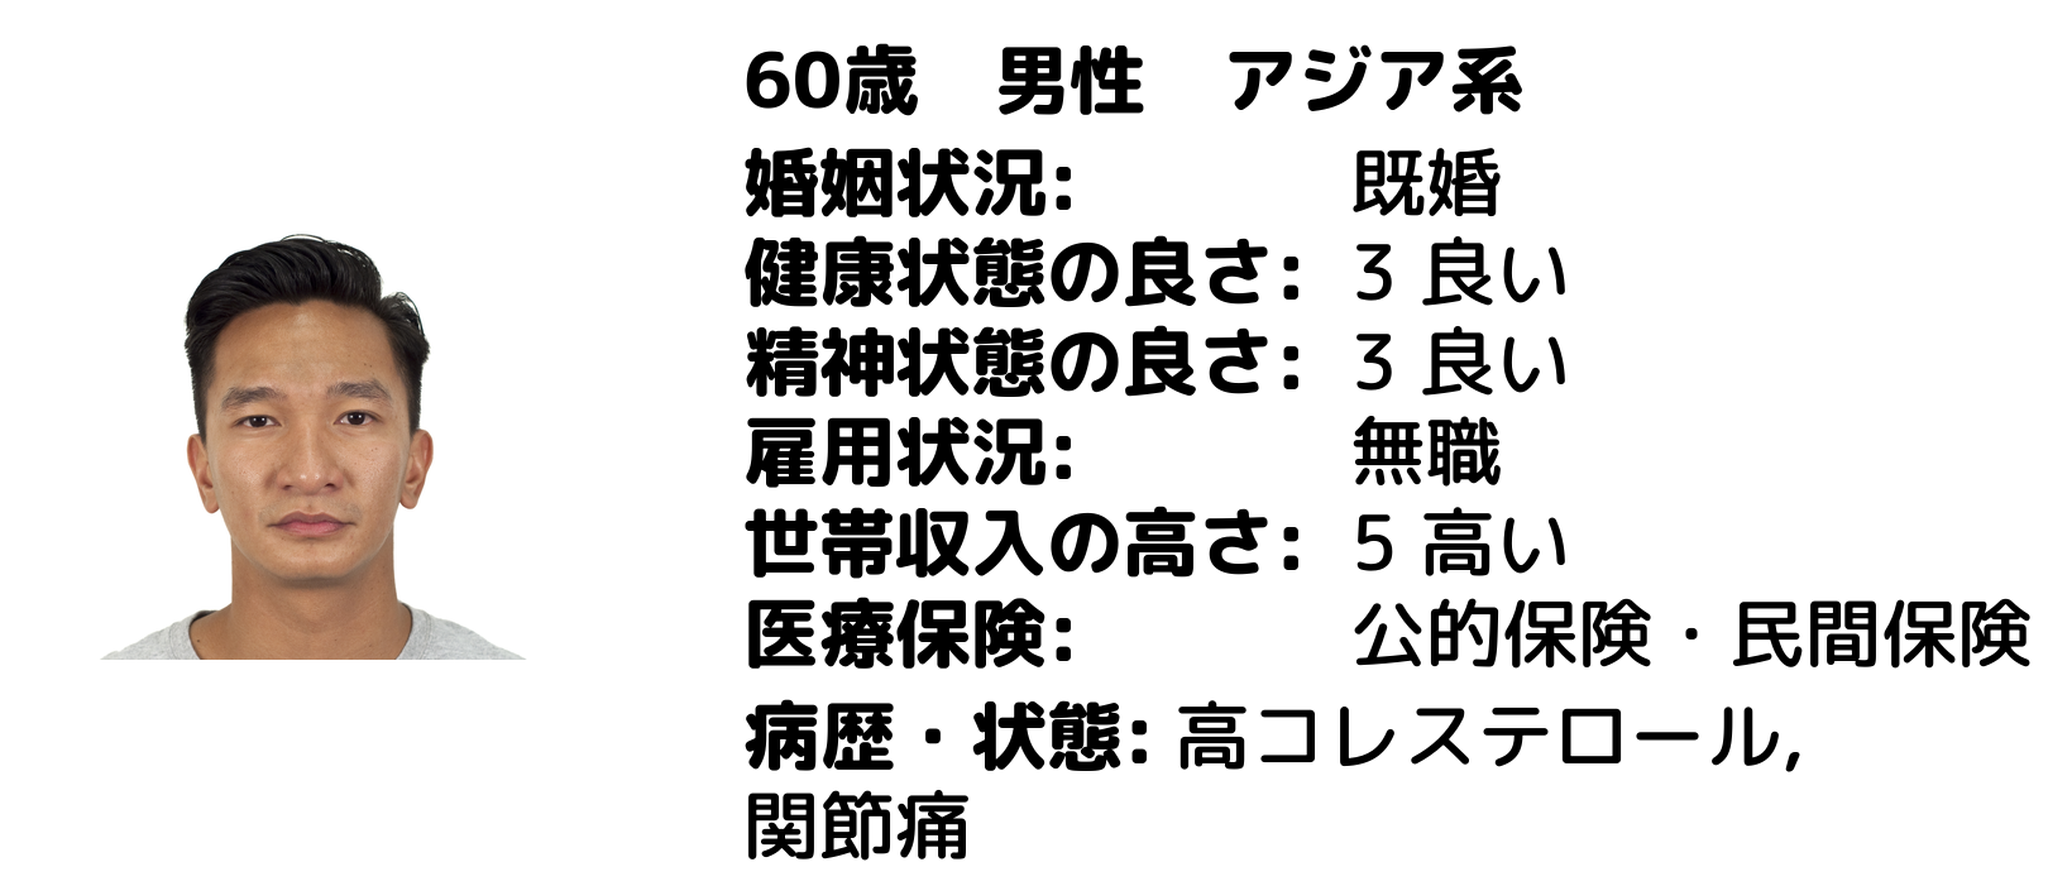 60歳　男性　アジア系
婚姻状況: 既婚
健康状態の良さ: 3 良い
精神状態の良さ: 3 良い
雇用状況: 無職
世帯収入の高さ: 5 高い
医療保険: 公的保険・民間保険
病歴・状態: 高コレステロール,
関節痛